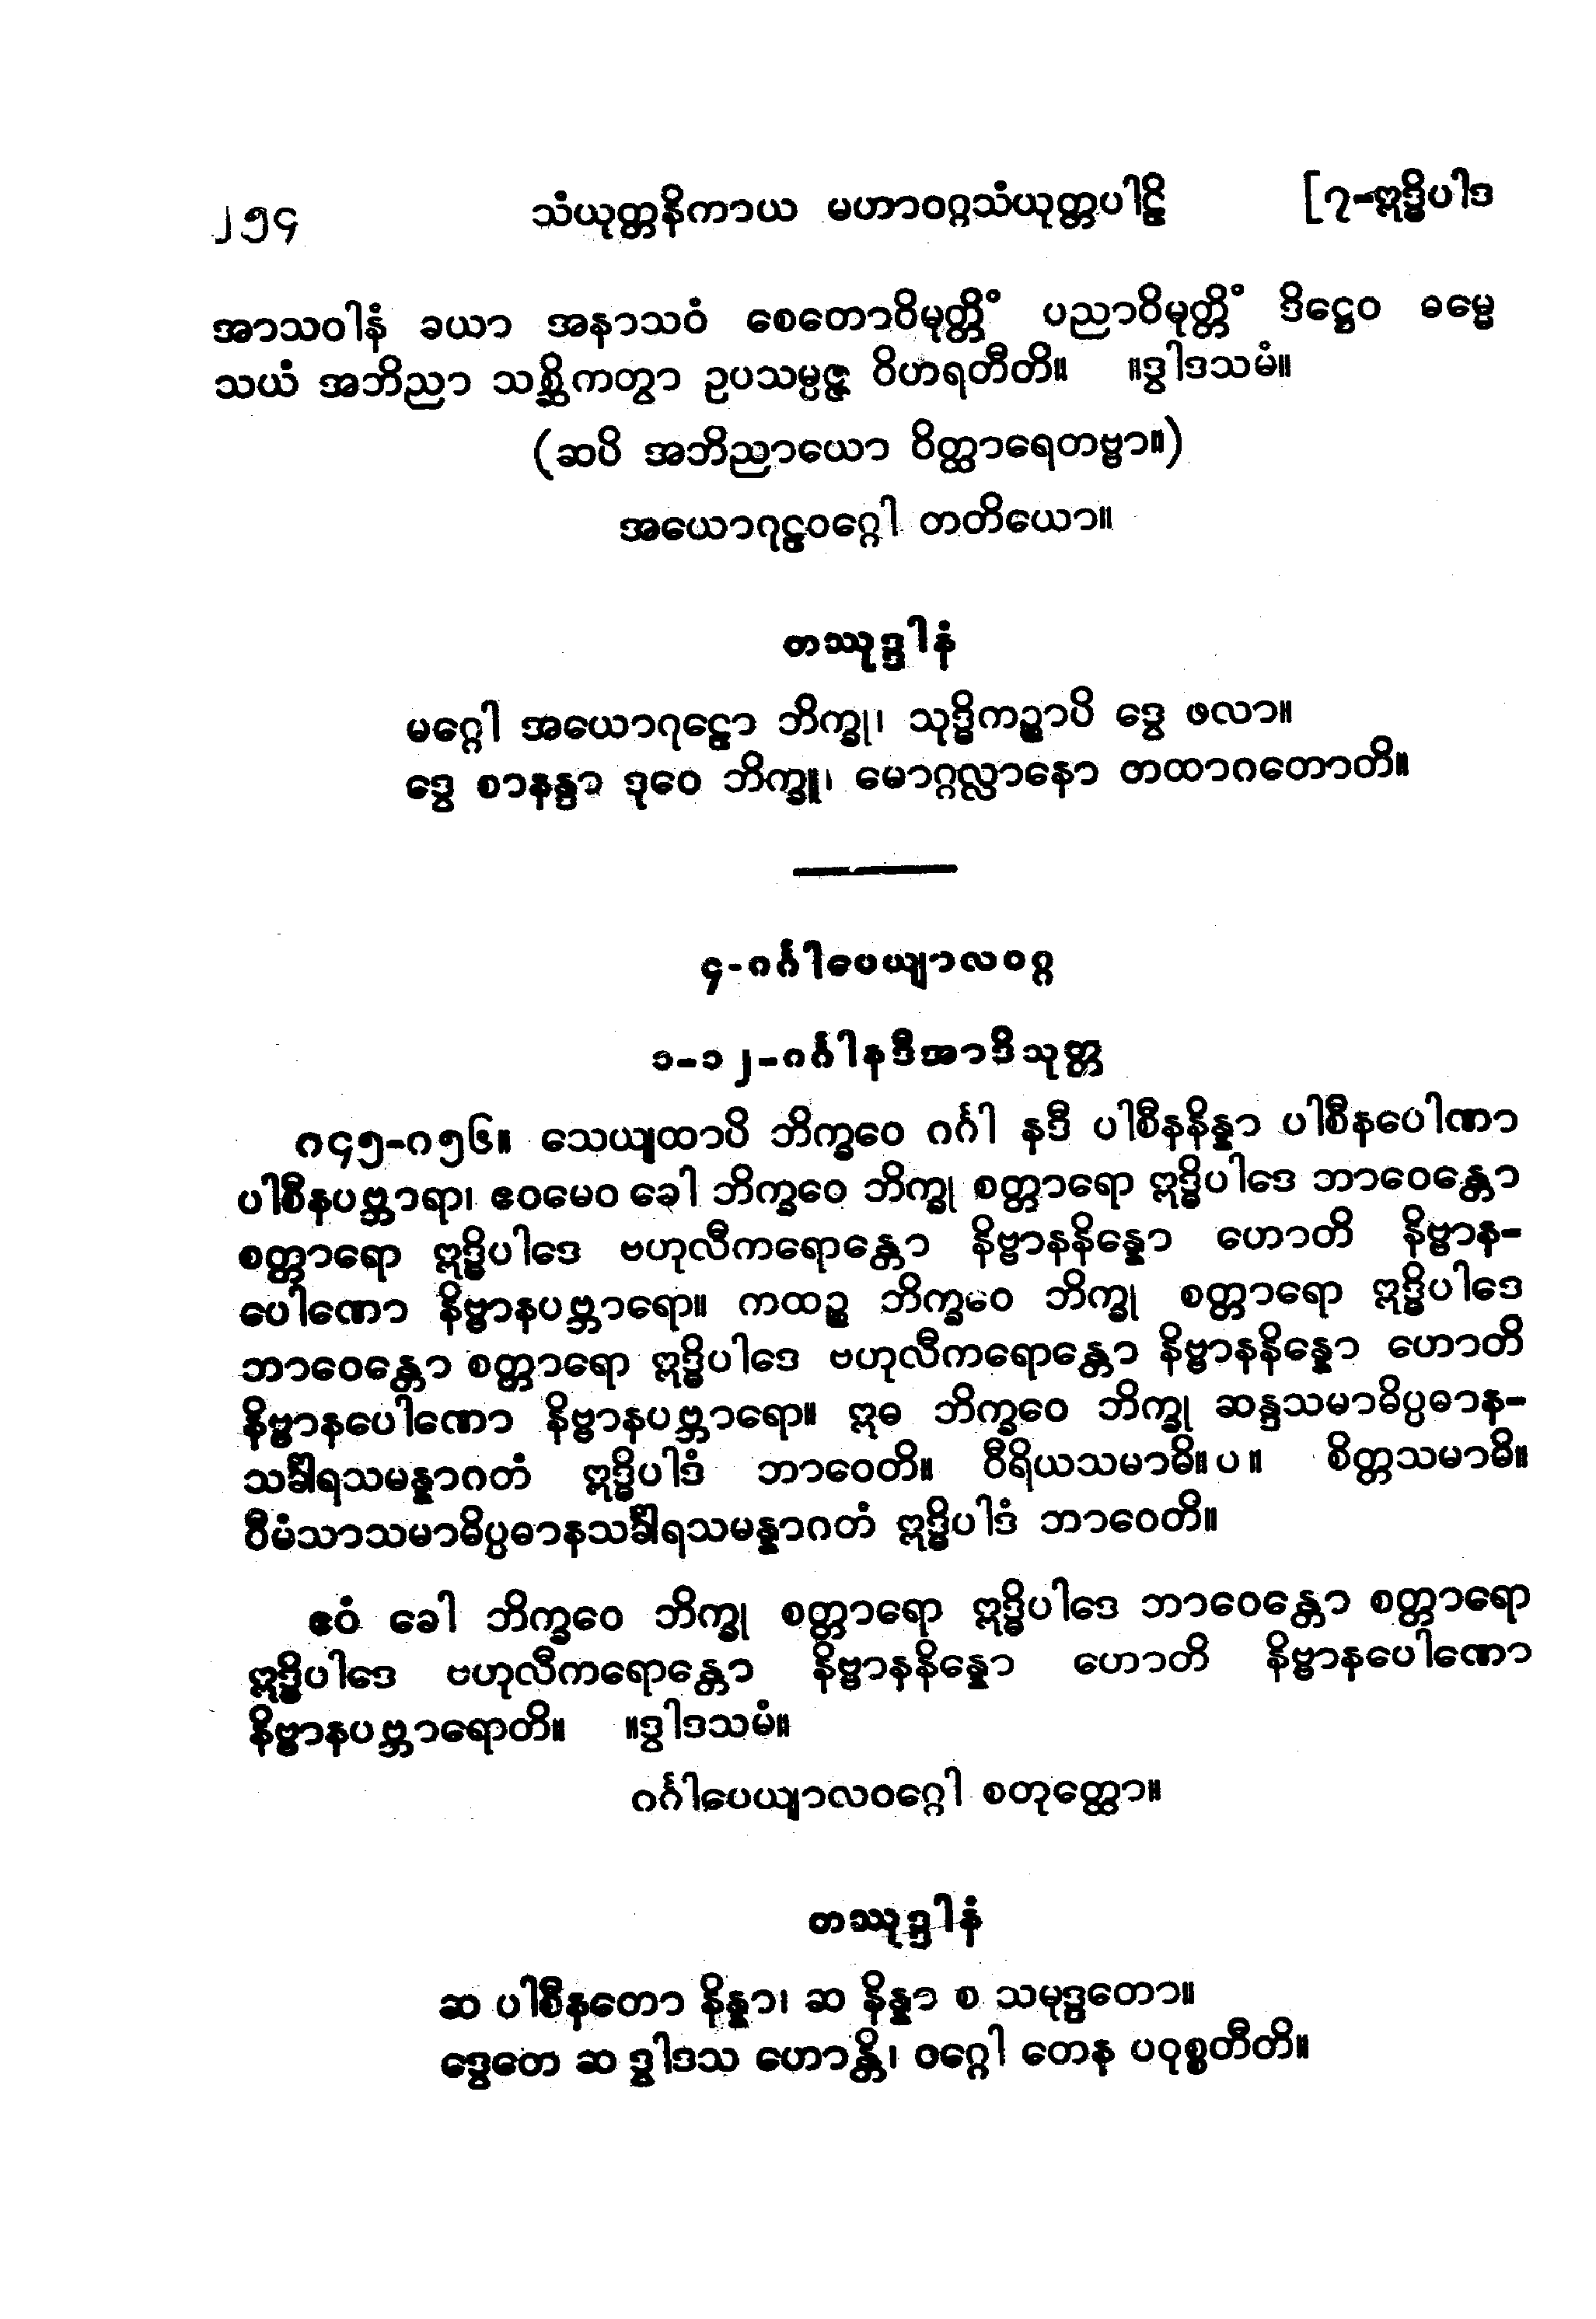 ၂၅၄ သံယုတ္တနိကာယ မဟာဝဂ္ဂသံယုတ္တပါဠိ [၇-ဣဒ္ဓိပါဒ
အာသဝါနံ ခယာ အနာသဝံ စေတောဝိမုတ္တိံ ပညာဝိမုတ္တိံ ဒိဋ္ဌေဝ ဓမ္မေ
သယံ အဘိညာ သစ္ဆိကတွာ ဥပသမ္ပဇ္ဇ ဝိဟရတီတိ။ ။ဒွါဒသမံ။
(ဆပိ အဘိညာယော ဝိတ္ထာရေတဗ္ဗာ။)
အယောဂုဠဝဂ္ဂေါ တတိယော။
တဿုဒ္ဒါနံ
မဂ္ဂေါ အယောဂုဠော ဘိက္ခု၊ သုဒ္ဓိကဉ္စာပိ ဒွေ ဖလာ။
ဒွေ စာနန္ဒာ ဒုဝေ ဘိက္ခူ၊ မောဂ္ဂလ္လာနော တထာဂတောတိ။
၄-ဂင်္ဂါပေယျာလဝဂ္ဂ
၁-၁၂-ဂင်္ဂါနဒီအာဒိသုတ္တ
၈၄၅-၈၅၆။ သေယျထာပိ ဘိက္ခဝေ ဂင်္ဂါ နဒီ ပါစီနနိန္နာ ပါစီနပေါဏာ
ပါစီနပဗ္ဘာရာ၊ ဧဝမေဝ ခေါ ဘိက္ခဝေ ဘိက္ခု စတ္တာရော ဣဒ္ဓိပါဒေ ဘာဝေန္တော
စတ္တာရော ဣဒ္ဓိပါဒေ ဗဟုလီကရောန္တော နိဗ္ဗာနနိန္နော ဟောတိ နိဗ္ဗာန-
ပေါဏော နိဗ္ဗာနပဗ္ဘာရော။ ကထဉ္စ ဘိက္ခဝေ ဘိက္ခု စတ္တာရော ဣဒ္ဓိပါဒေ
ဘာဝေန္တော စတ္တာရော ဣဒ္ဓိပါဒေ ဗဟုလီကရောန္တော နိဗ္ဗာနနိန္နော ဟောတိ
နိဗ္ဗာနပေါဏော နိဗ္ဗာနပဗ္ဘာရော။ ဣဓ ဘိက္ခဝေ ဘိက္ခု ဆန္ဒသမာဓိပ္ပဓာန-
သင်္ခါရသမန္နာဂတံ ဣဒ္ဓိပါဒံ ဘာဝေတိ။ ဝီရိယသမာဓိ။ပ။ စိတ္တသမာဓိ။
ဝီမံသာသမာဓိပ္ပဓာနသင်္ခါရသမန္နာဂတံ ဣဒ္ဓိပါဒံ ဘာဝေတိ။
ဧဝံ ခေါ ဘိက္ခဝေ ဘိက္ခု စတ္တာရော ဣဒ္ဓိပါဒေ ဘာဝေန္တော စတ္တာရော
ဣဒ္ဓိပါဒေ ဗဟုလီကရောန္တော နိဗ္ဗာနနိန္နော ဟောတိ နိဗ္ဗာနပေါဏော
နိဗ္ဗာနပဗ္ဘာရောတိ။ ။ဒွါဒသမံ။
ဂင်္ဂါပေယျာလဝဂ္ဂေါ စတုတ္ထော။
တဿုဒ္ဒါနံ
ဆ ပါစီနတော နိန္နာ၊ ဆ နိန္နာ စ သမုဒ္ဒတော။
ဒွေတေ ဆ ဒွါဒသ ဟောန္တိ၊ ဝဂ္ဂေါ တေန ပဝုစ္စတီတိ။